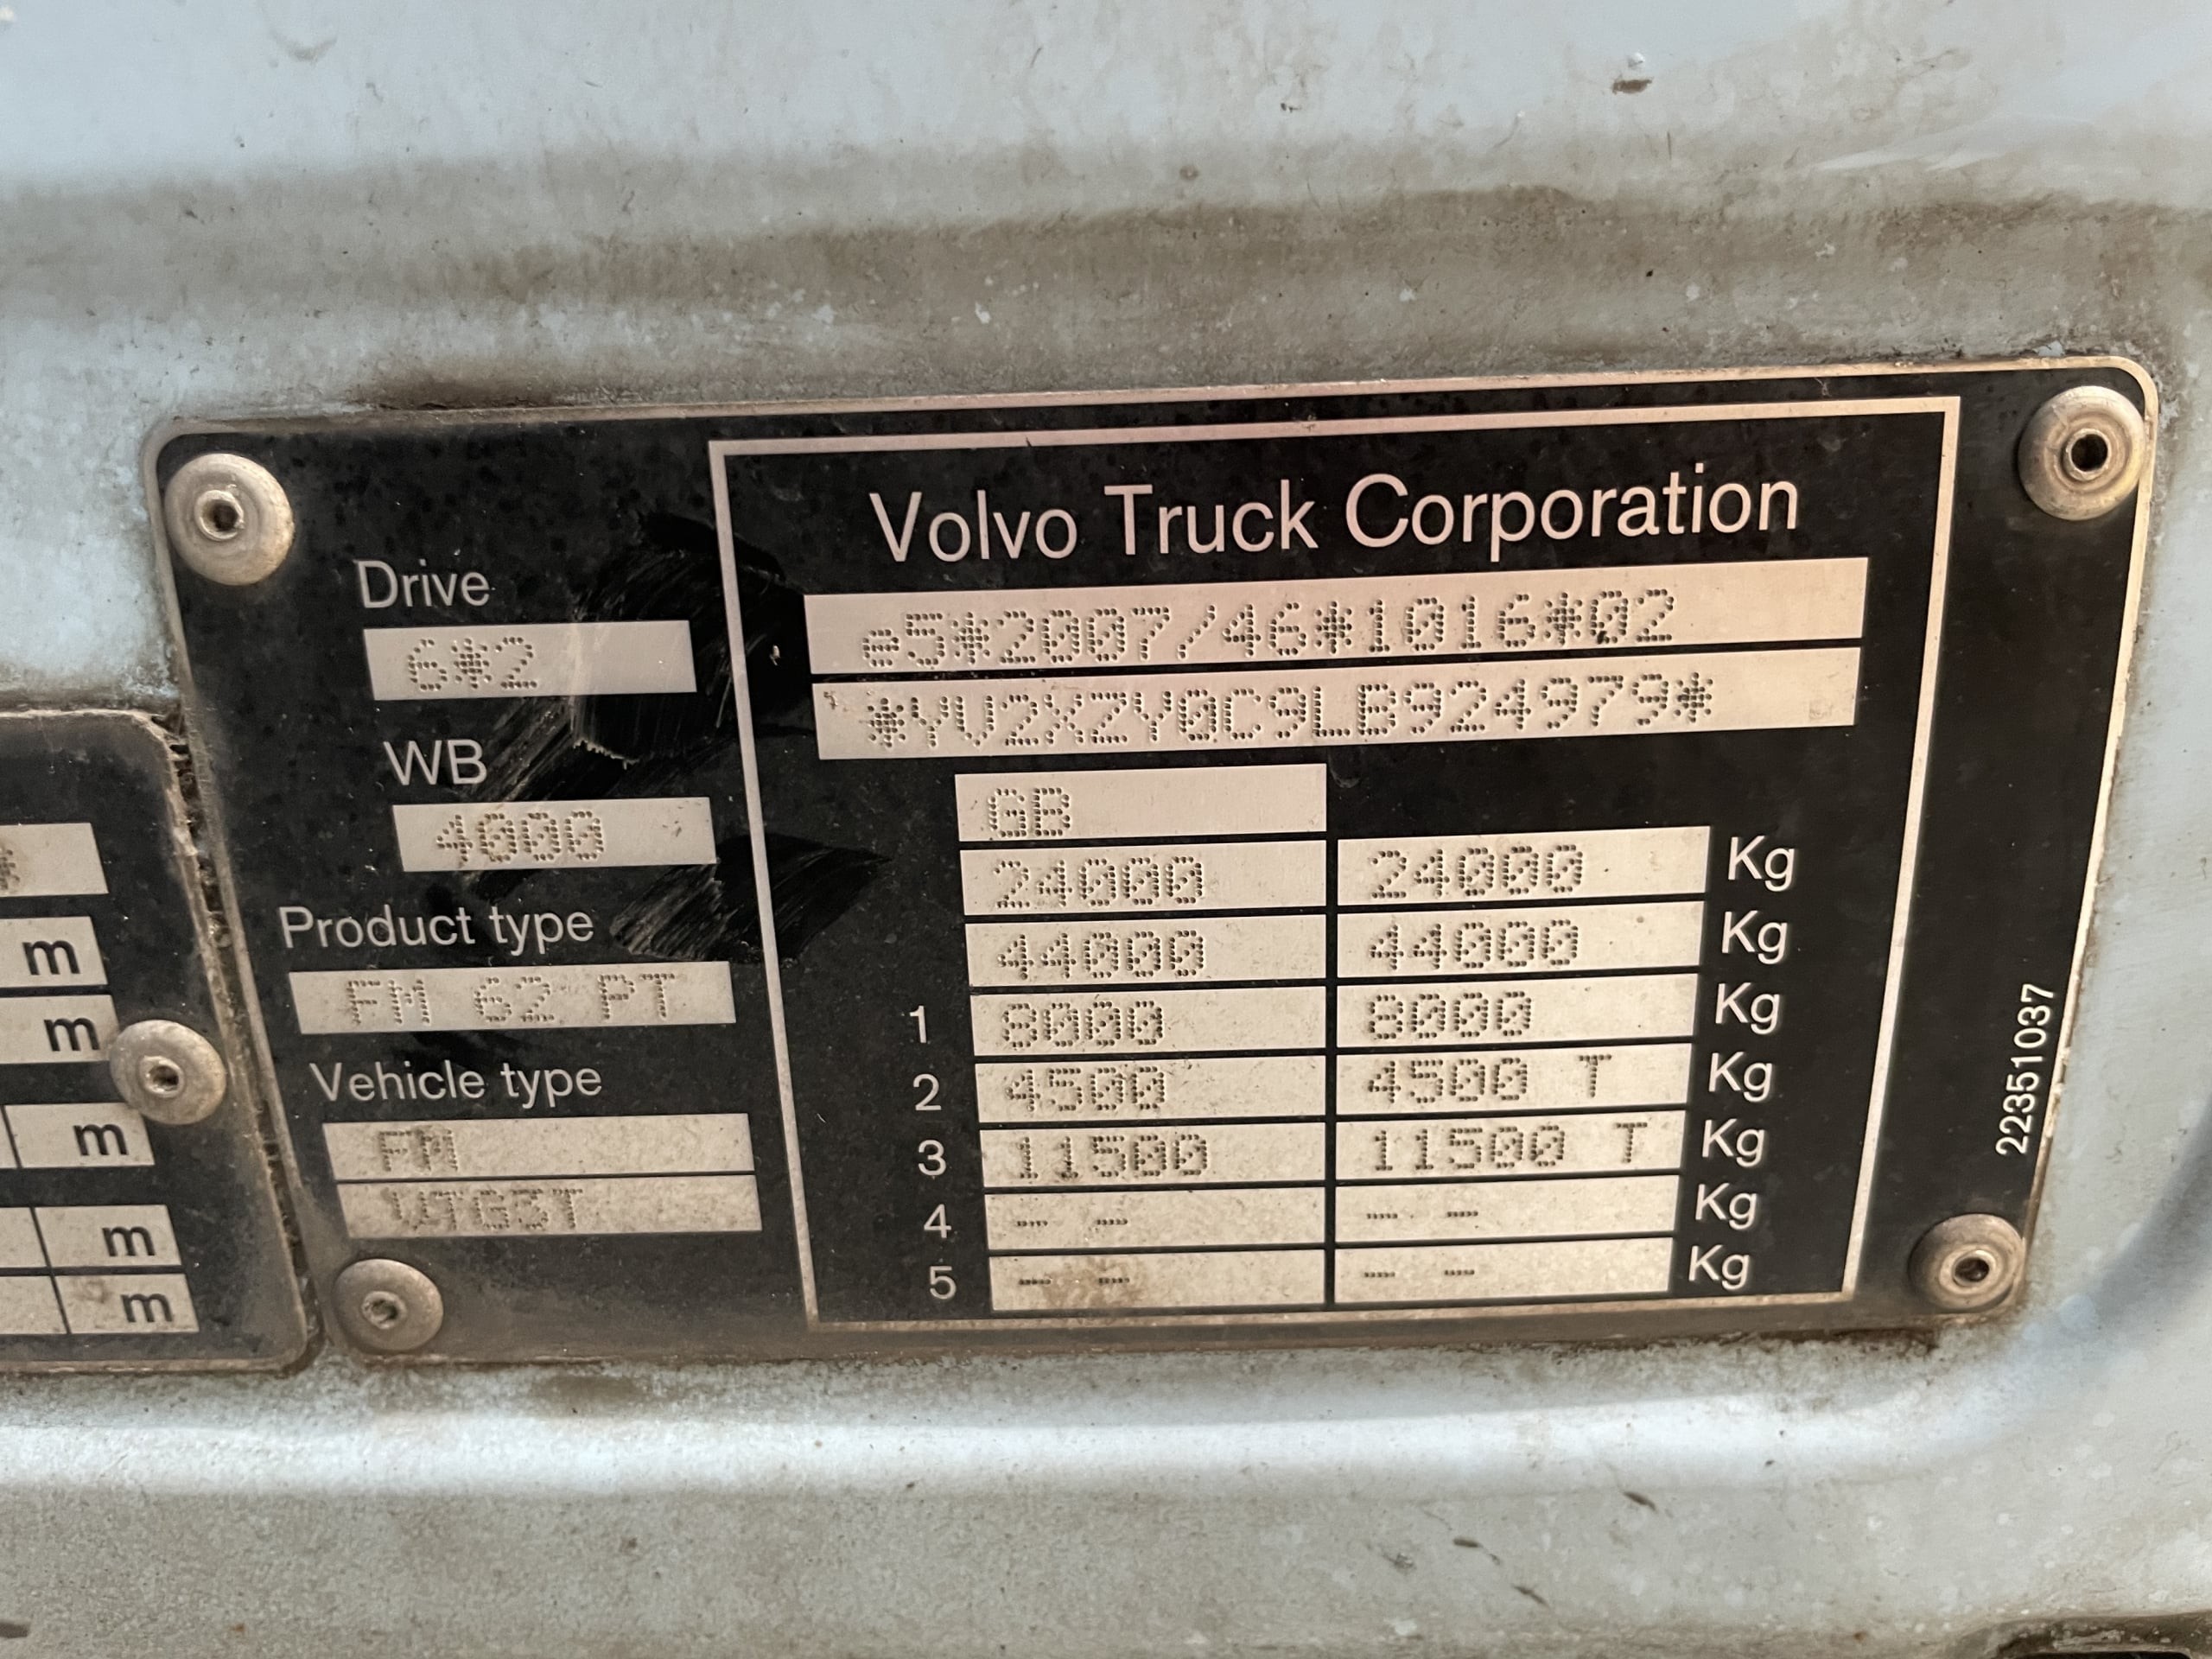 Volvo Truck Corporation
e5*2007/46*1016*02
*YV2XZY0C9LB924979*
GB
24000 24000 Kg
44000 44000 Kg
1 8000 8000 Kg
2 4500 4500 T Kg
3 11500 11500 T Kg
4 -- -- -- -- Kg
5 -- -- -- -- Kg
Drive
6*2
WB
4000
Product type
FM 62 PT
Vehicle type
FM
VTG3T
22351037
m
m
m
m
m